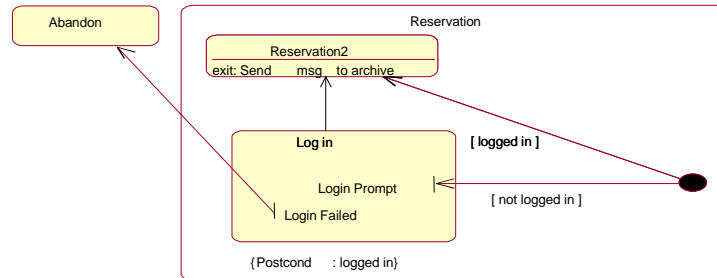 Abandon
Reservation
Reservation2
exit: Send msg to archive
Log in
[ logged in ]
Login Prompt
[ not logged in ]
Login Failed
{Postcond : logged in}